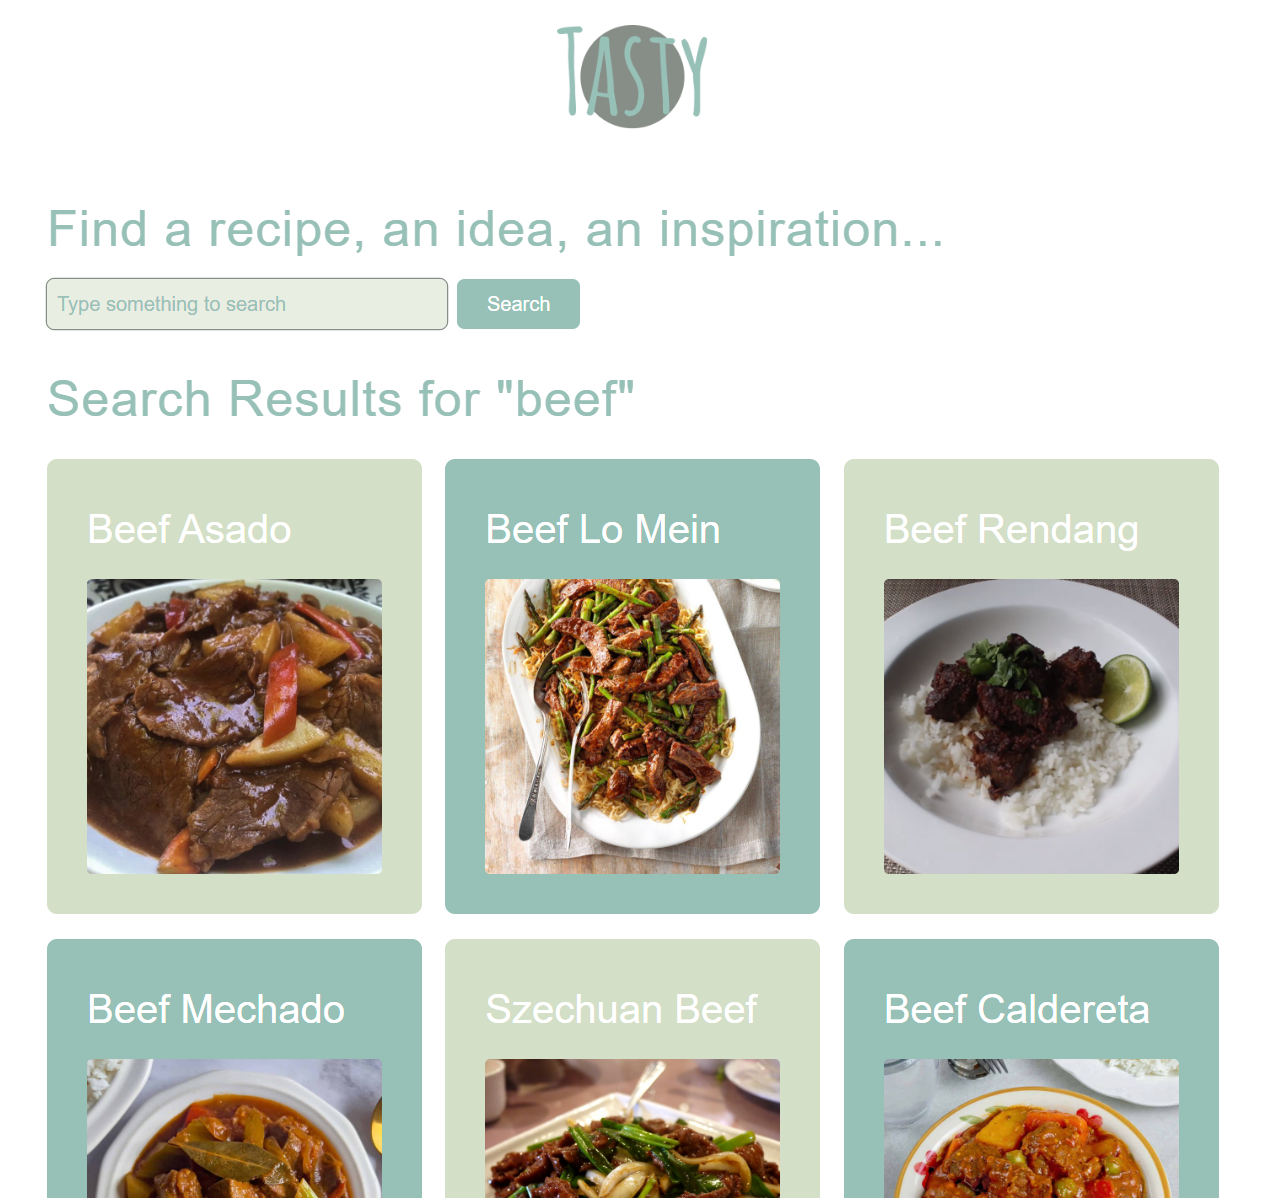 TASTY
Find a recipe, an idea, an inspiration...
Type something to search
Search
Search Results for "beef"
Beef Asado
Beef Lo Mein
Beef Rendang
Beef Mechado
Szechuan Beef
Beef Caldereta